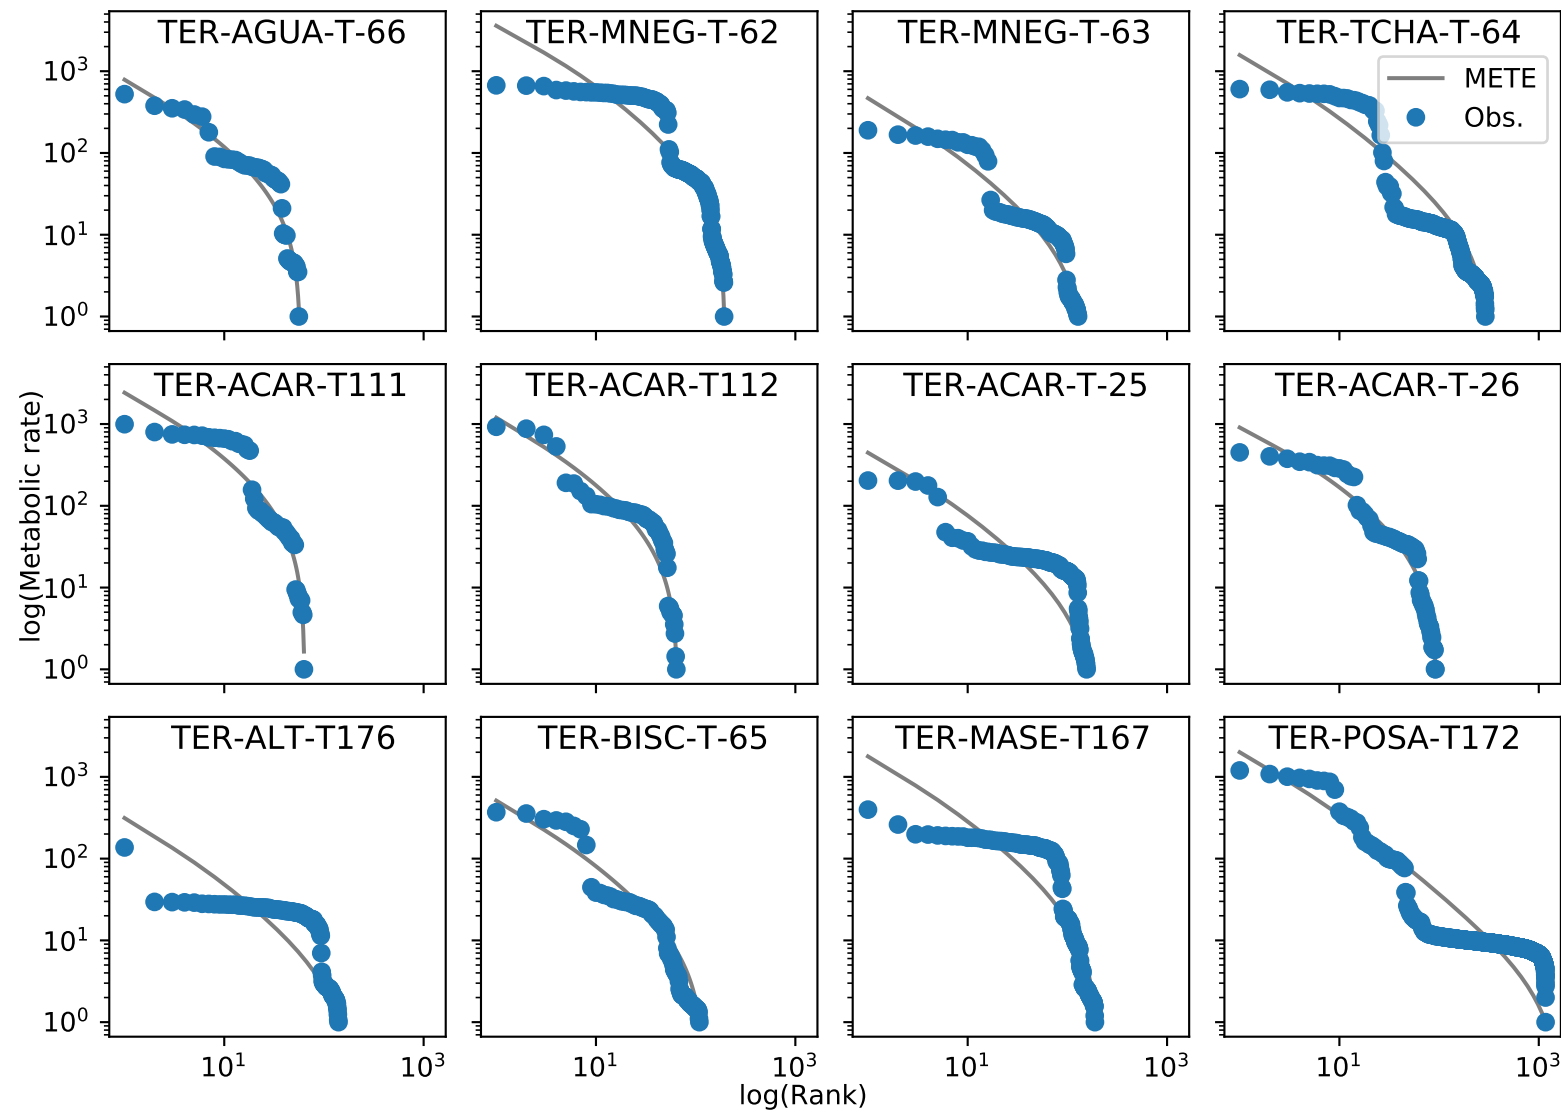 TER-AGUA-T-66
TER-MNEG-T-62
TER-MNEG-T-63
TER-TCHA-T-64
METE
Obs.
10³
10²
10¹
10⁰
TER-ACAR-T111
TER-ACAR-T112
TER-ACAR-T-25
TER-ACAR-T-26
log(Metabolic rate)
10³
10²
10¹
10⁰
TER-ALT-T176
TER-BISC-T-65
TER-MASE-T167
TER-POSA-T172
10³
10²
10¹
10⁰
10¹ 10³ 10¹ 10³ 10¹ 10³ 10¹ 10³
log(Rank)